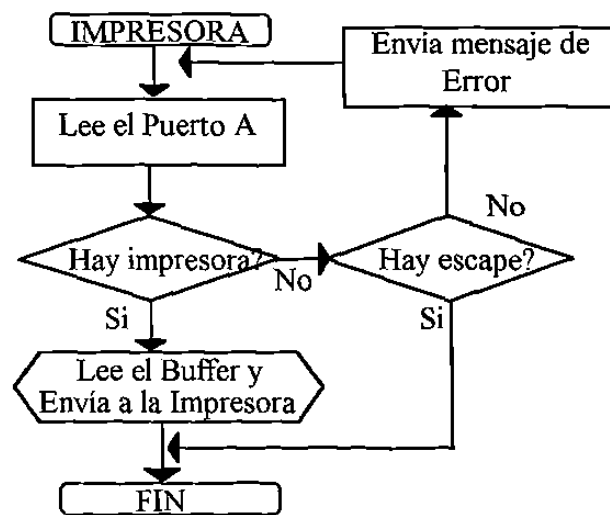 IMPRESORA
Envia mensaje de
Error
Lee el Puerto A
Hay impresora?
No
Hay escape?
No
Si
Si
Lee el Buffer y
Envía a la Impresora
FIN